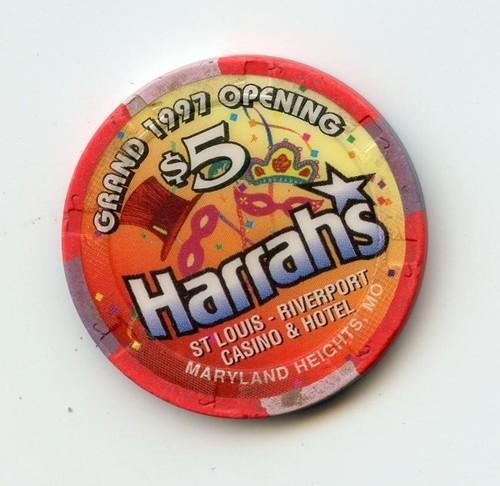 GRAND 1997 OPENING
$5
Harrah's
ST LOUIS - RIVERPORT
CASINO & HOTEL
MARYLAND HEIGHTS, MO